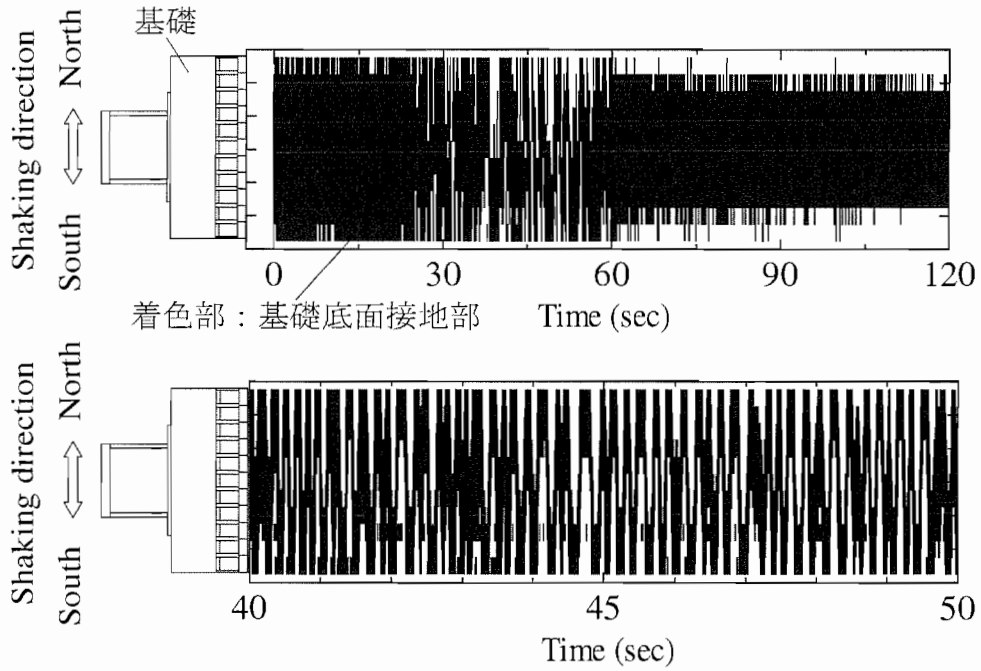 基礎
Shaking direction
South North
0 30 60 90 120
着色部：基礎底面接地部 Time (sec)
Shaking direction
South North
40 45 50
Time (sec)